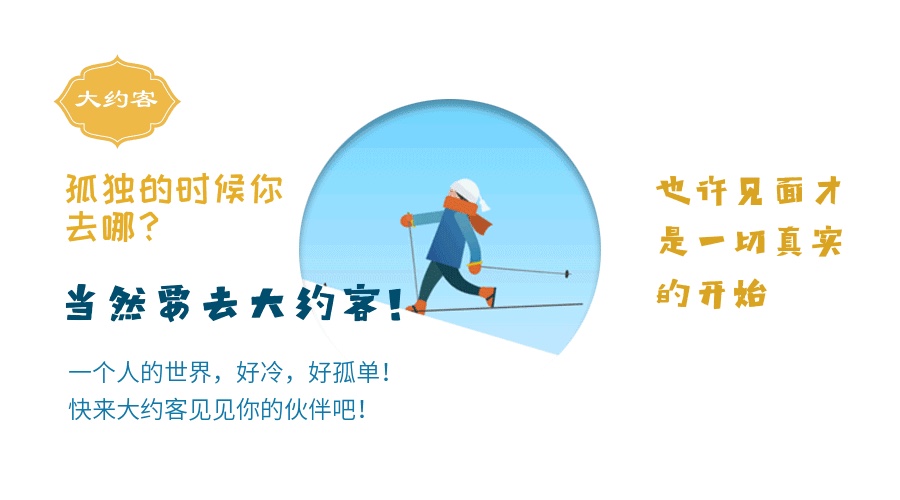 大约客
孤独的时候你
去哪？
当然要去大约客！
一个人的世界，好冷，好孤单！
快来大约客见见你的伙伴吧！
也许见面才
是一切真实
的开始